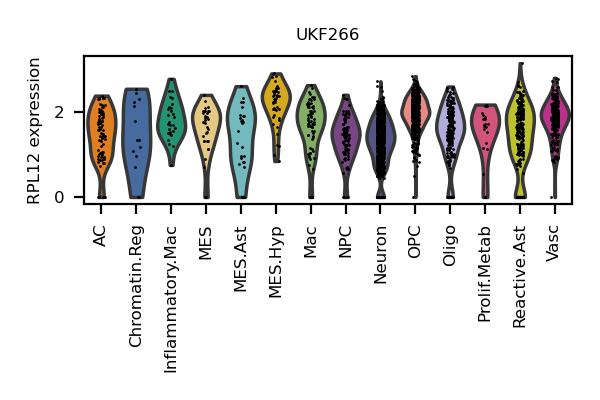 UKF266
RPL12 expression
2
0
AC
Chromatin.Reg
Inflammatory.Mac
MES
MES.Ast
MES.Hyp
Mac
NPC
Neuron
OPC
Oligo
Prolif.Metab
Reactive.Ast
Vasc